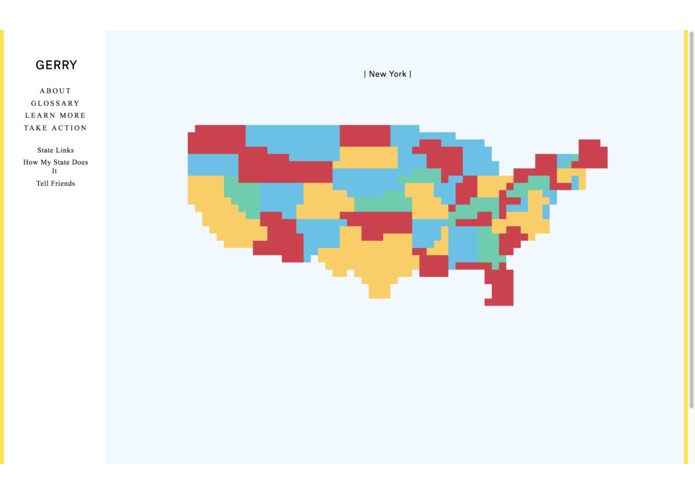 GERRY
ABOUT
GLOSSARY
LEARN MORE
TAKE ACTION
State Links
How My State Does
It
Tell Friends
| New York |